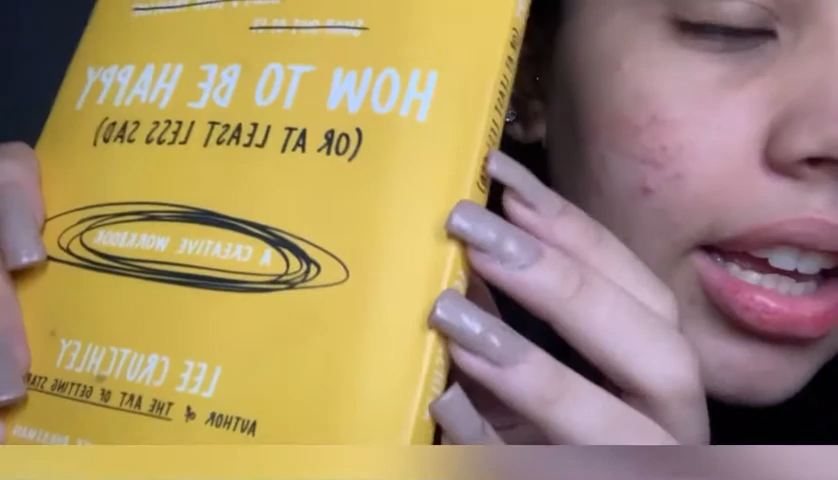 HOW TO BE HAPPY
(OR AT LEAST LESS SAD)
A CREATIVE WORKBOOK
LEE CRUTCHLEY
AUTHOR of THE ART OF GETTING STAR